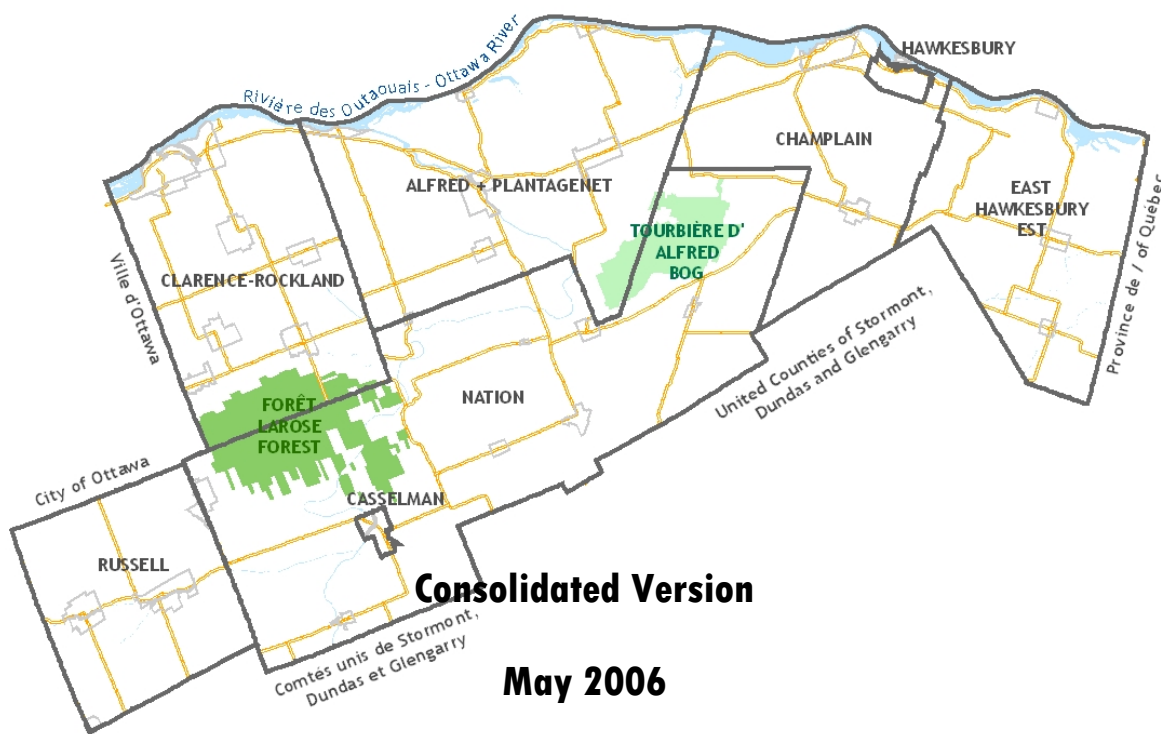 HAWKESBURY
Rivière des Outaouais - Ottawa River
CHAMPLAIN
ALFRED + PLANTAGENET
EAST
HAWKESBURY
EST
TOURBIÈRE D'
ALFRED
BOG
CLARENCE-ROCKLAND
Ville d'Ottawa
Province de / of Québec
United Counties of Stormont,
Dundas and Glengarry
NATION
FORÊT
LAROSE
FOREST
City of Ottawa
CASSELMAN
RUSSELL
Consolidated Version
Comtés unis de Stormont,
Dundas et Glengarry
May 2006